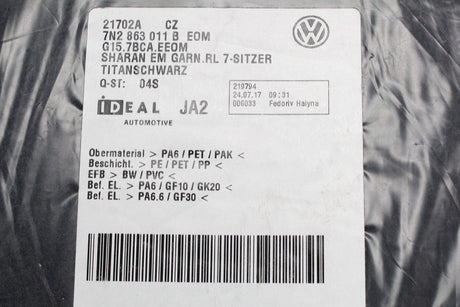 21702A CZ
7N2 863 011 B EOM
G15.7BCA.EEOM
SHARAN EM GARN.RL 7-SITZER
TITANSCHWARZ
Q-ST: 04S
219794
24.07.17 09:31
006033 Fedoriv Halyna
IDEAL JA2
AUTOMOTIVE
Obermaterial > PA6 / PET / PAK <
Beschicht. > PE / PET / PP <
EFB > BW / PVC <
Bef. EL. > PA6 / GF10 / GK20 <
Bef. EL. > PA6.6 / GF30 <